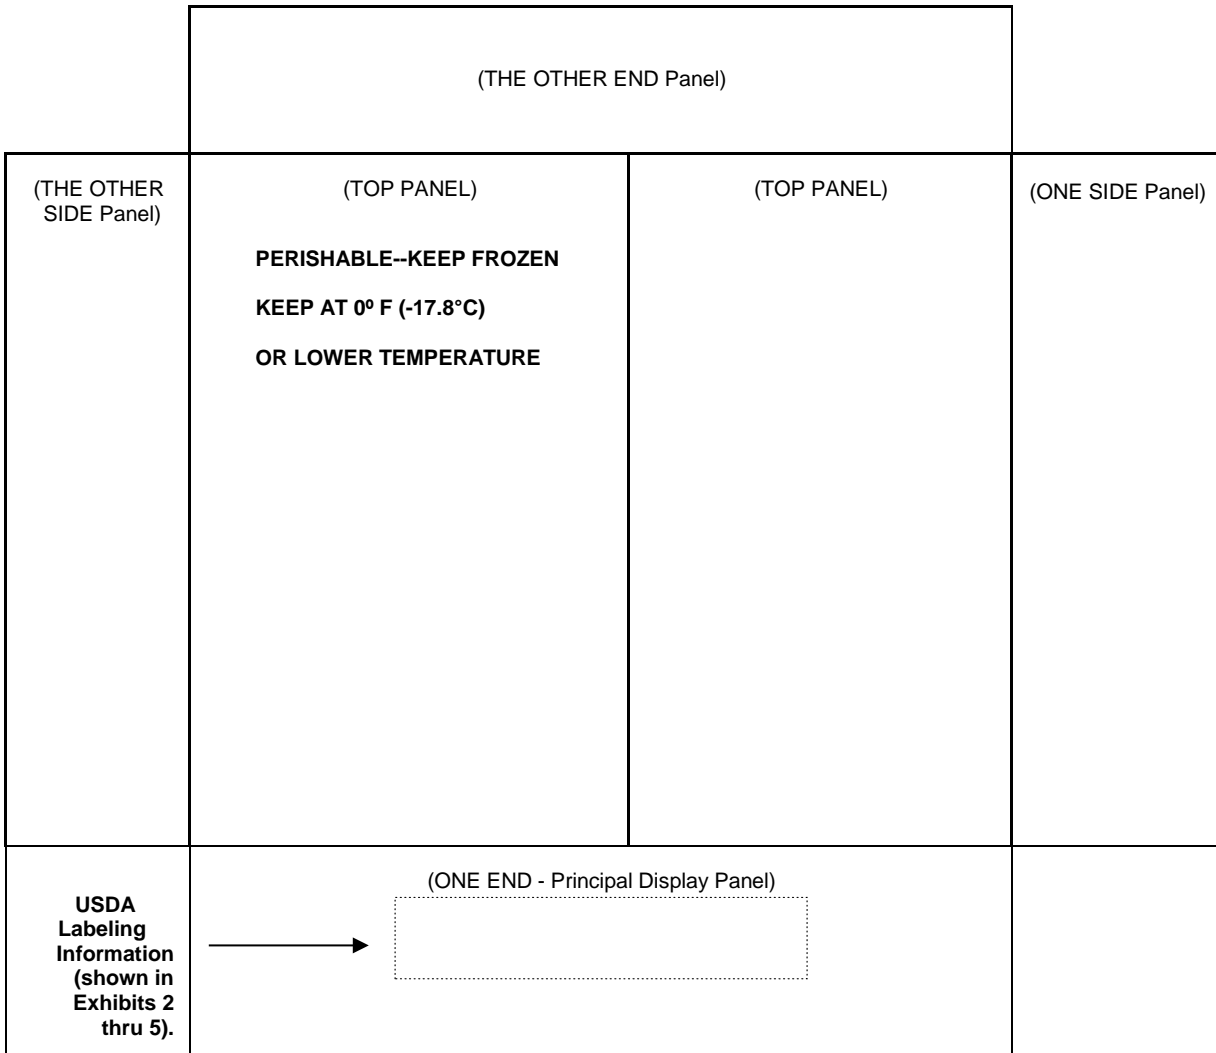 (THE OTHER END Panel)
(THE OTHER
SIDE Panel)
(TOP PANEL)
PERISHABLE--KEEP FROZEN
KEEP AT 0º F (-17.8°C)
OR LOWER TEMPERATURE
(TOP PANEL)
(ONE SIDE Panel)
USDA
Labeling
Information
(shown in
Exhibits 2
thru 5).
(ONE END - Principal Display Panel)